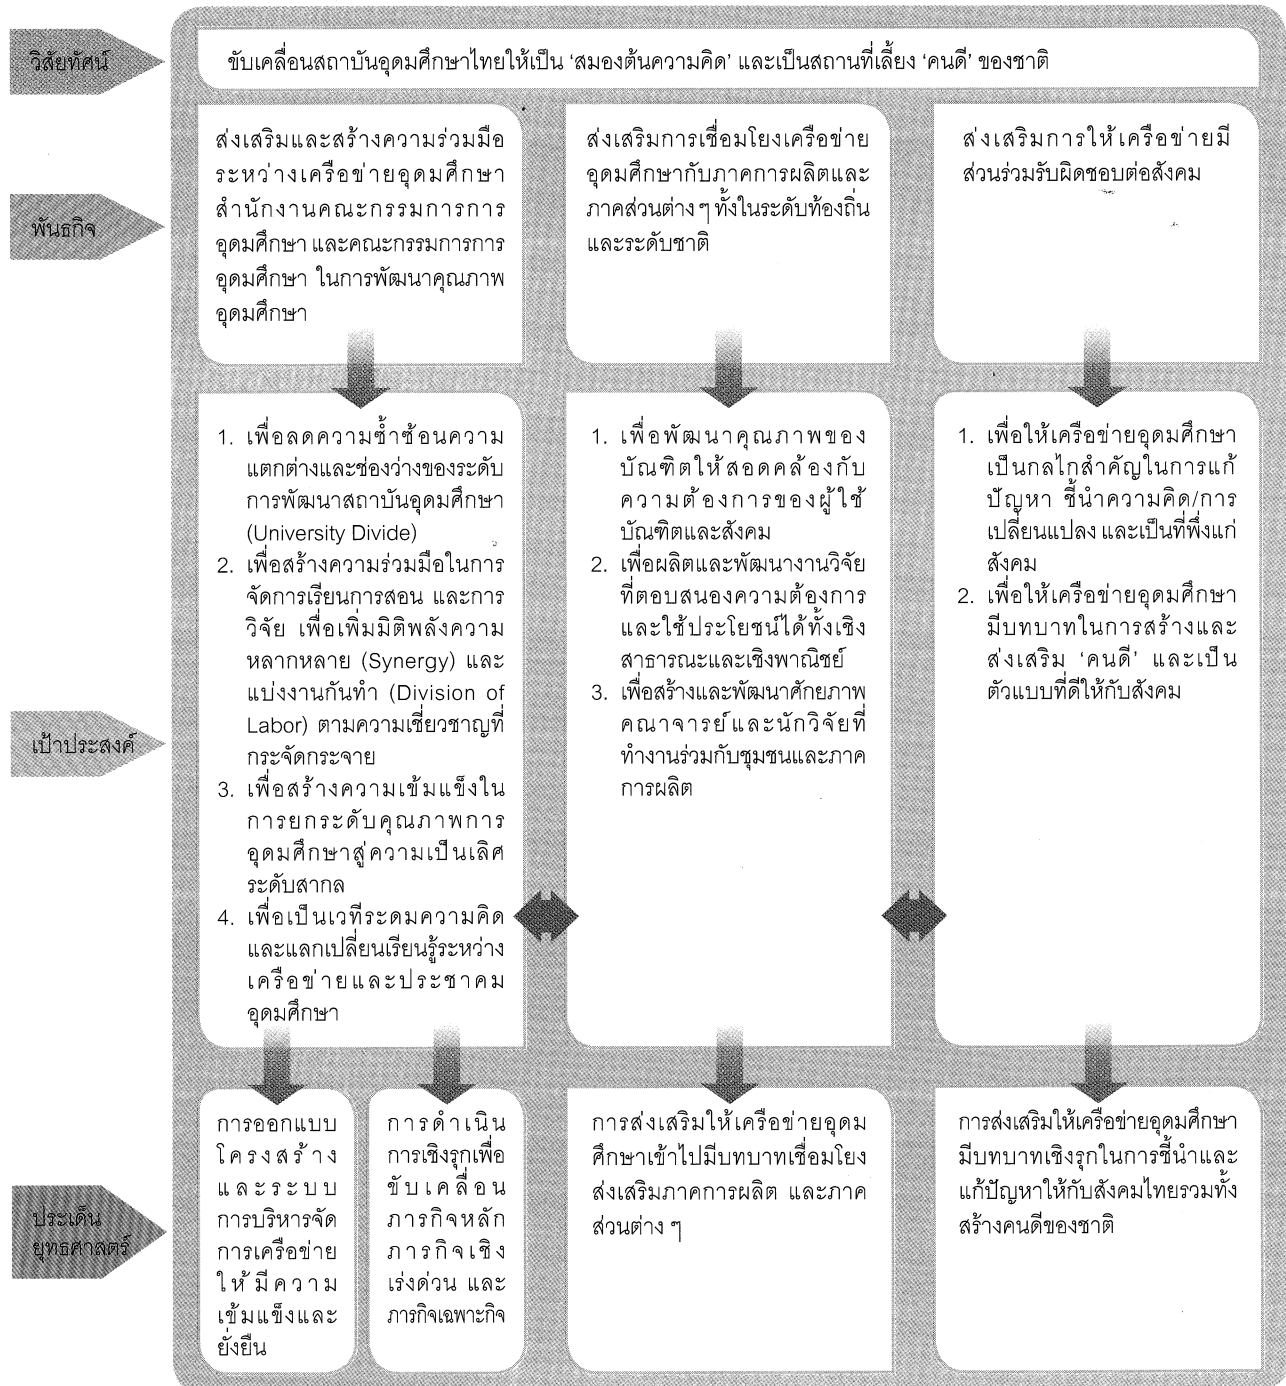 วิสัยทัศน์
ขับเคลื่อนสถาบันอุดมศึกษาไทยให้เป็น ‘สมองต้นความคิด’ และเป็นสถานที่เลี้ยง ‘คนดี’ ของชาติ
พันธกิจ
ส่งเสริมและสร้างความร่วมมือ
ระหว่างเครือข่ายอุดมศึกษา
สำนักงานคณะกรรมการการ
อุดมศึกษา และคณะกรรมการการ
อุดมศึกษา ในการพัฒนาคุณภาพ
อุดมศึกษา
ส่งเสริมการเชื่อมโยงเครือข่าย
อุดมศึกษากับภาคการผลิตและ
ภาคส่วนต่าง ๆ ทั้งในระดับท้องถิ่น
และระดับชาติ
ส่งเสริมการให้เครือข่ายมี
ส่วนร่วมรับผิดชอบต่อสังคม
เป้าประสงค์
1. เพื่อลดความซ้ำซ้อนความ
แตกต่างและช่องว่างของระดับ
การพัฒนาสถาบันอุดมศึกษา
(University Divide)
2. เพื่อสร้างความร่วมมือในการ
จัดการเรียนการสอน และการ
วิจัย เพื่อเพิ่มมิติพลังความ
หลากหลาย (Synergy) และ
แบ่งงานกันทำ (Division of
Labor) ตามความเชี่ยวชาญที่
กระจัดกระจาย
3. เพื่อสร้างความเข้มแข็งใน
การยกระดับคุณภาพการ
อุดมศึกษาสู่ความเป็นเลิศ
ระดับสากล
4. เพื่อเป็นเวทีระดมความคิด
และแลกเปลี่ยนเรียนรู้ระหว่าง
เครือข่ายและประชาคม
อุดมศึกษา
1. เพื่อพัฒนาคุณภาพของ
บัณฑิตให้สอดคล้องกับ
ความต้องการของผู้ใช้
บัณฑิตและสังคม
2. เพื่อผลิตและพัฒนางานวิจัย
ที่ตอบสนองความต้องการ
และใช้ประโยชน์ได้ทั้งเชิง
สาธารณะและเชิงพาณิชย์
3. เพื่อสร้างและพัฒนาศักยภาพ
คณาจารย์และนักวิจัยที่
ทำงานร่วมกับชุมชนและภาค
การผลิต
1. เพื่อให้เครือข่ายอุดมศึกษา
เป็นกลไกสำคัญในการแก้
ปัญหา ชี้นำความคิด/การ
เปลี่ยนแปลง และเป็นที่พึ่งแก่
สังคม
2. เพื่อให้เครือข่ายอุดมศึกษา
มีบทบาทในการสร้างและ
ส่งเสริม ‘คนดี’ และเป็น
ตัวแบบที่ดีให้กับสังคม
ประเด็น
ยุทธศาสตร์
การออกแบบ
โครงสร้าง
และระบบ
การบริหารจัด
การเครือข่าย
ให้มีความ
เข้มแข็งและ
ยั่งยืน
การดำเนิน
การเชิงรุกเพื่อ
ขับเคลื่อน
ภารกิจหลัก
ภารกิจเชิง
เร่งด่วน และ
ภารกิจเฉพาะกิจ
การส่งเสริมให้เครือข่ายอุดม
ศึกษาเข้าไปมีบทบาทเชื่อมโยง
ส่งเสริมภาคการผลิต และภาค
ส่วนต่าง ๆ
การส่งเสริมให้เครือข่ายอุดมศึกษา
มีบทบาทเชิงรุกในการชี้นำและ
แก้ปัญหาให้กับสังคมไทยรวมทั้ง
สร้างคนดีของชาติ